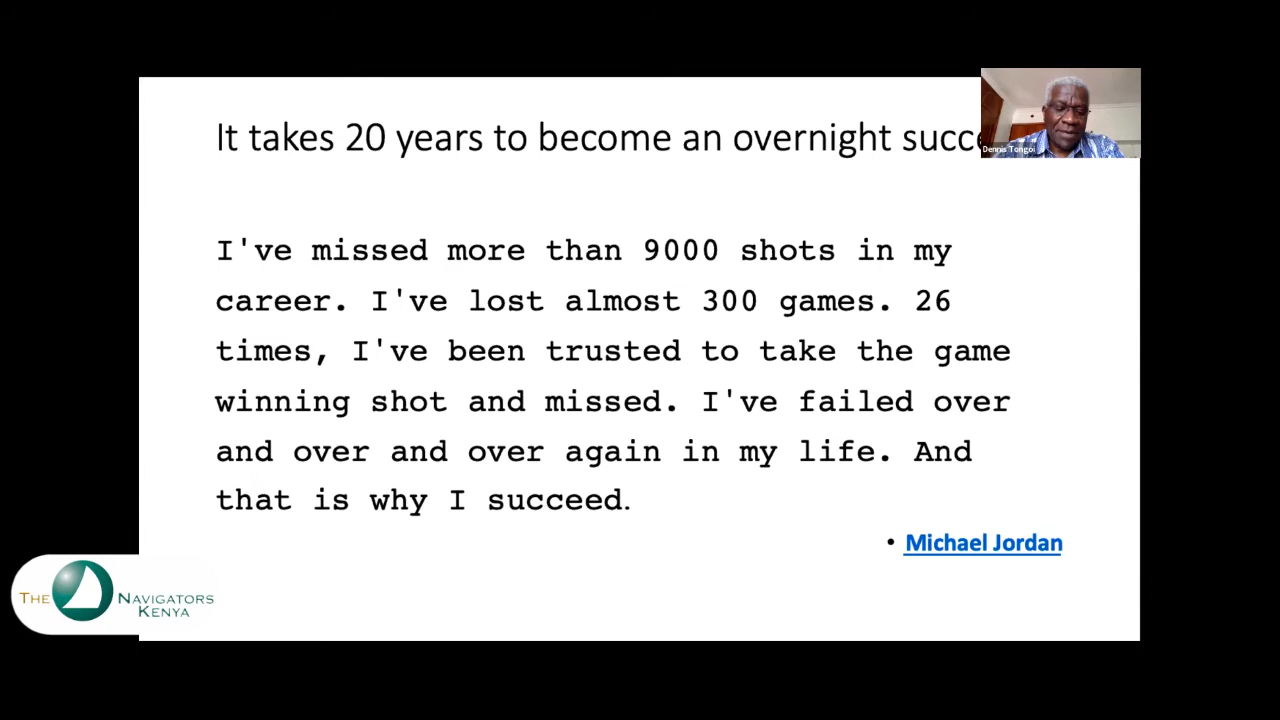 It takes 20 years to become an overnight
Dennis Tongoi
I've missed more than 9000 shots in my
career. I've lost almost 300 games. 26
times, I've been trusted to take the game
winning shot and missed. I've failed over
and over and over again in my life. And
that is why I succeed.
• Michael Jordan
THE NAVIGATORS
KENYA